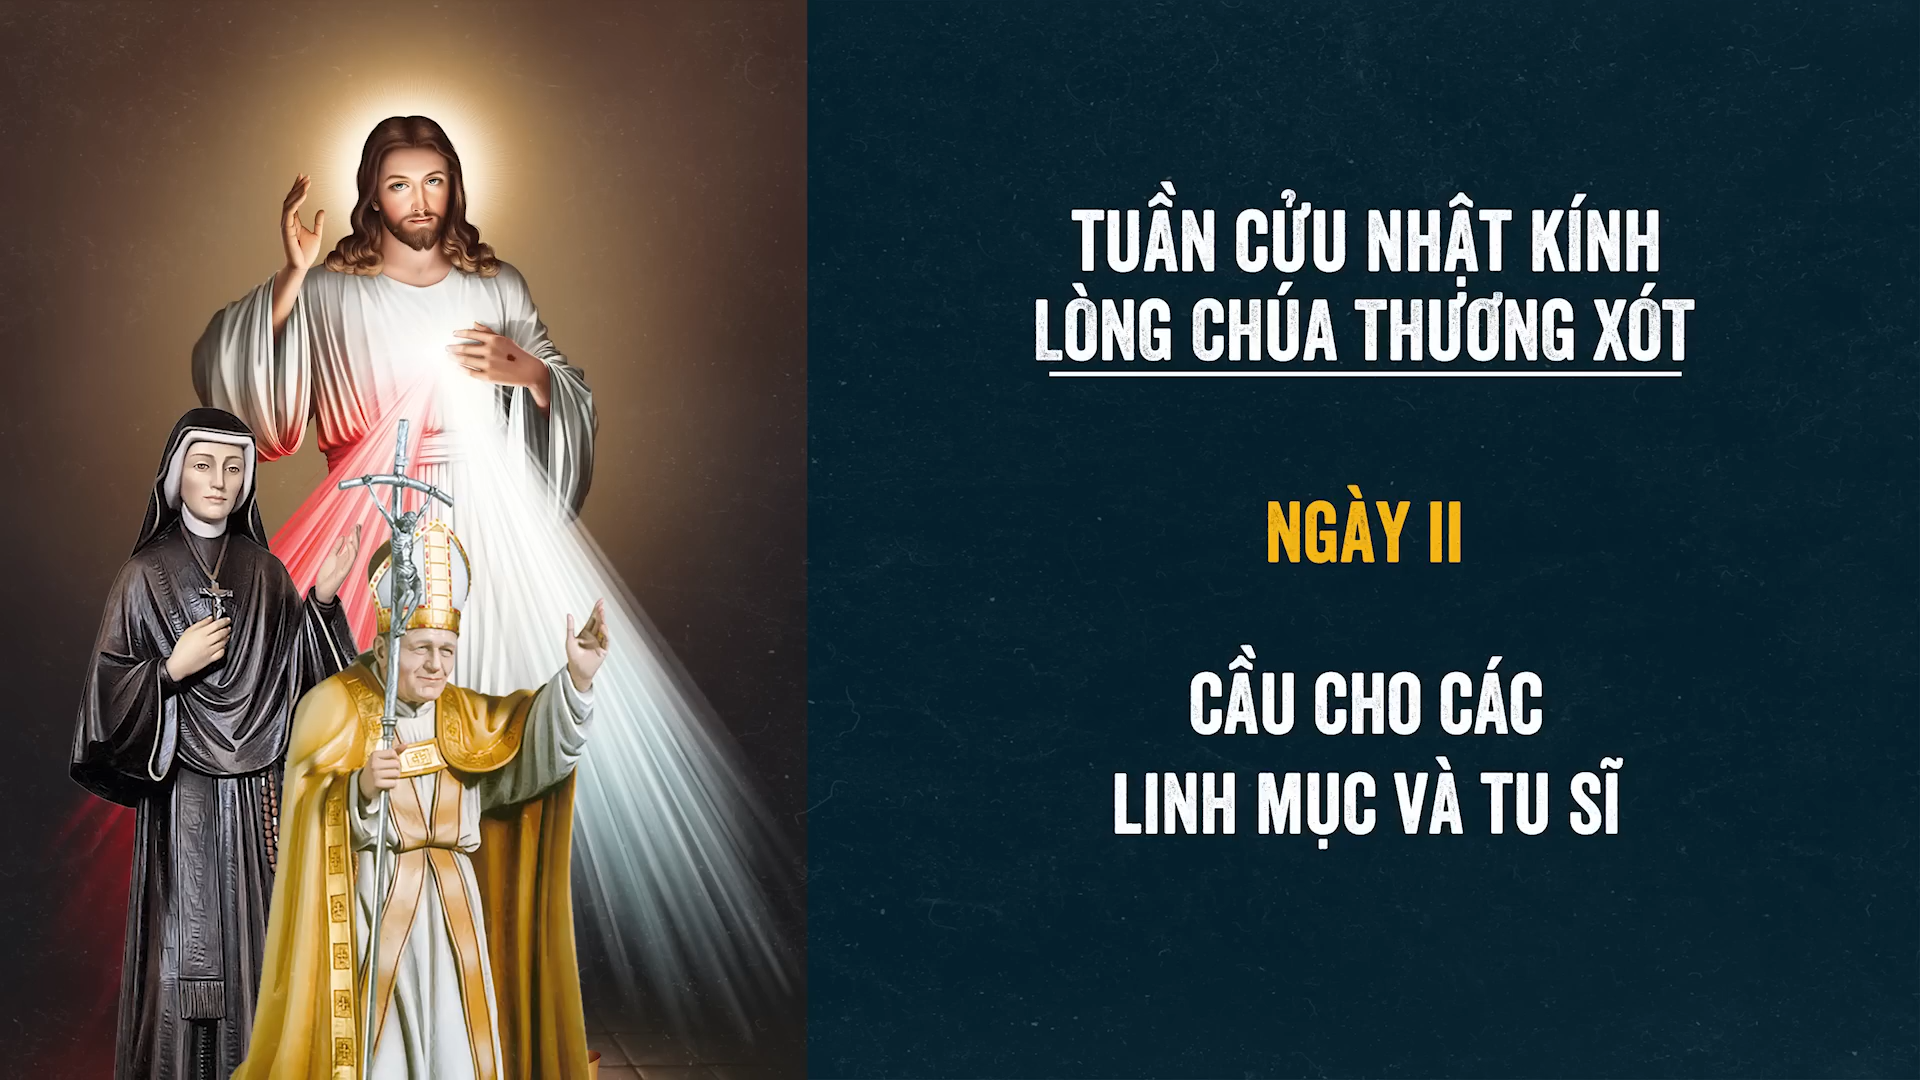 TUẦN CỬU NHẬT KÍNH
LÒNG CHÚA THƯƠNG XÓT
NGÀY II
CẦU CHO CÁC
LINH MỤC VÀ TU SĨ